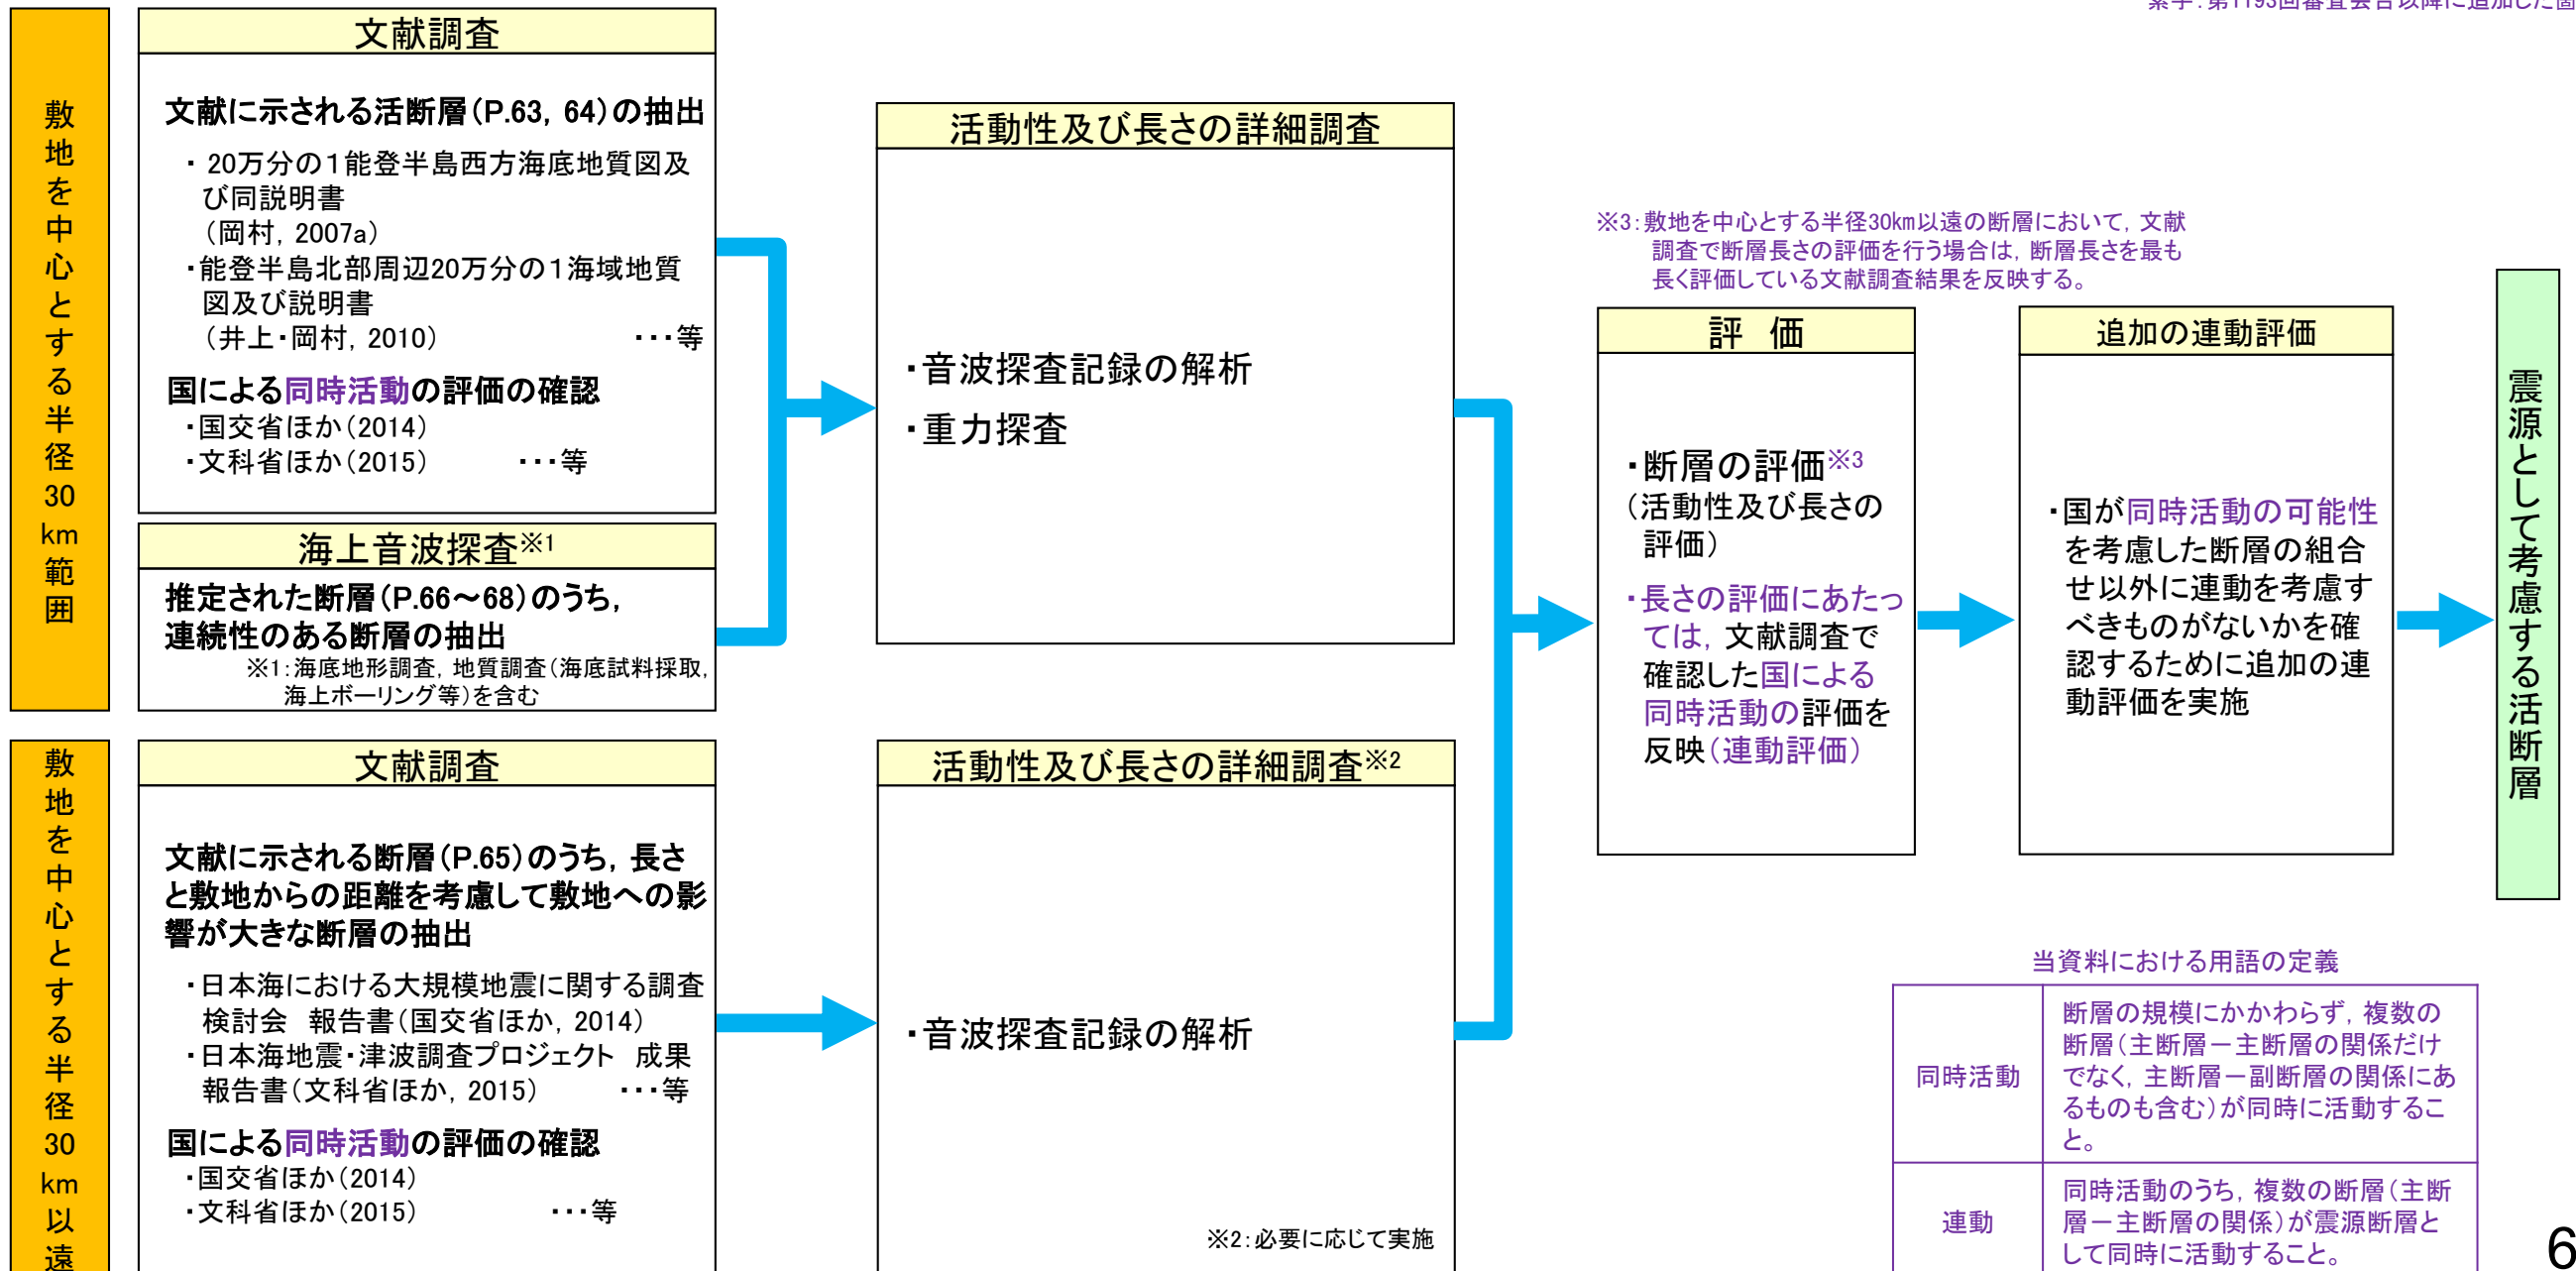 紫字：第1193回審査会合以降に追加した箇
敷地を中心とする半径30km範囲
文献調査
文献に示される活断層（P.63，64）の抽出
・ 20万分の１能登半島西方海底地質図及
び同説明書
（岡村，2007a）
・能登半島北部周辺20万分の１海域地質
図及び説明書
（井上・岡村，2010） ・・・等
国による同時活動の評価の確認
・国交省ほか（2014）
・文科省ほか（2015） ・・・等
海上音波探査※1
推定された断層（P.66～68）のうち，
連続性のある断層の抽出
※1：海底地形調査，地質調査（海底試料採取，
海上ボーリング等）を含む
活動性及び長さの詳細調査
・音波探査記録の解析
・重力探査
敷地を中心とする半径30km以遠
文献調査
文献に示される断層（P.65）のうち，長さ
と敷地からの距離を考慮して敷地への影
響が大きな断層の抽出
・日本海における大規模地震に関する調査
検討会　報告書（国交省ほか，2014）
・日本海地震・津波調査プロジェクト　成果
報告書（文科省ほか，2015） ・・・等
国による同時活動の評価の確認
・国交省ほか（2014）
・文科省ほか（2015） ・・・等
活動性及び長さの詳細調査※2
・音波探査記録の解析
※2：必要に応じて実施
※3：敷地を中心とする半径30km以遠の断層において，文献
調査で断層長さの評価を行う場合は，断層長さを最も
長く評価している文献調査結果を反映する。
評　価
・断層の評価※3
（活動性及び長さの
評価）
・長さの評価にあたっ
ては，文献調査で
確認した国による
同時活動の評価を
反映（連動評価）
追加の連動評価
・国が同時活動の可能性
を考慮した断層の組合
せ以外に連動を考慮す
べきものがないかを確
認するために追加の連
動評価を実施
震源として考慮する活断層
当資料における用語の定義
同時活動
断層の規模にかかわらず，複数の
断層（主断層－主断層の関係だけ
でなく，主断層－副断層の関係にあ
るものも含む）が同時に活動するこ
と。
連動
同時活動のうち，複数の断層（主断
層－主断層の関係）が震源断層と
して同時に活動すること。
6